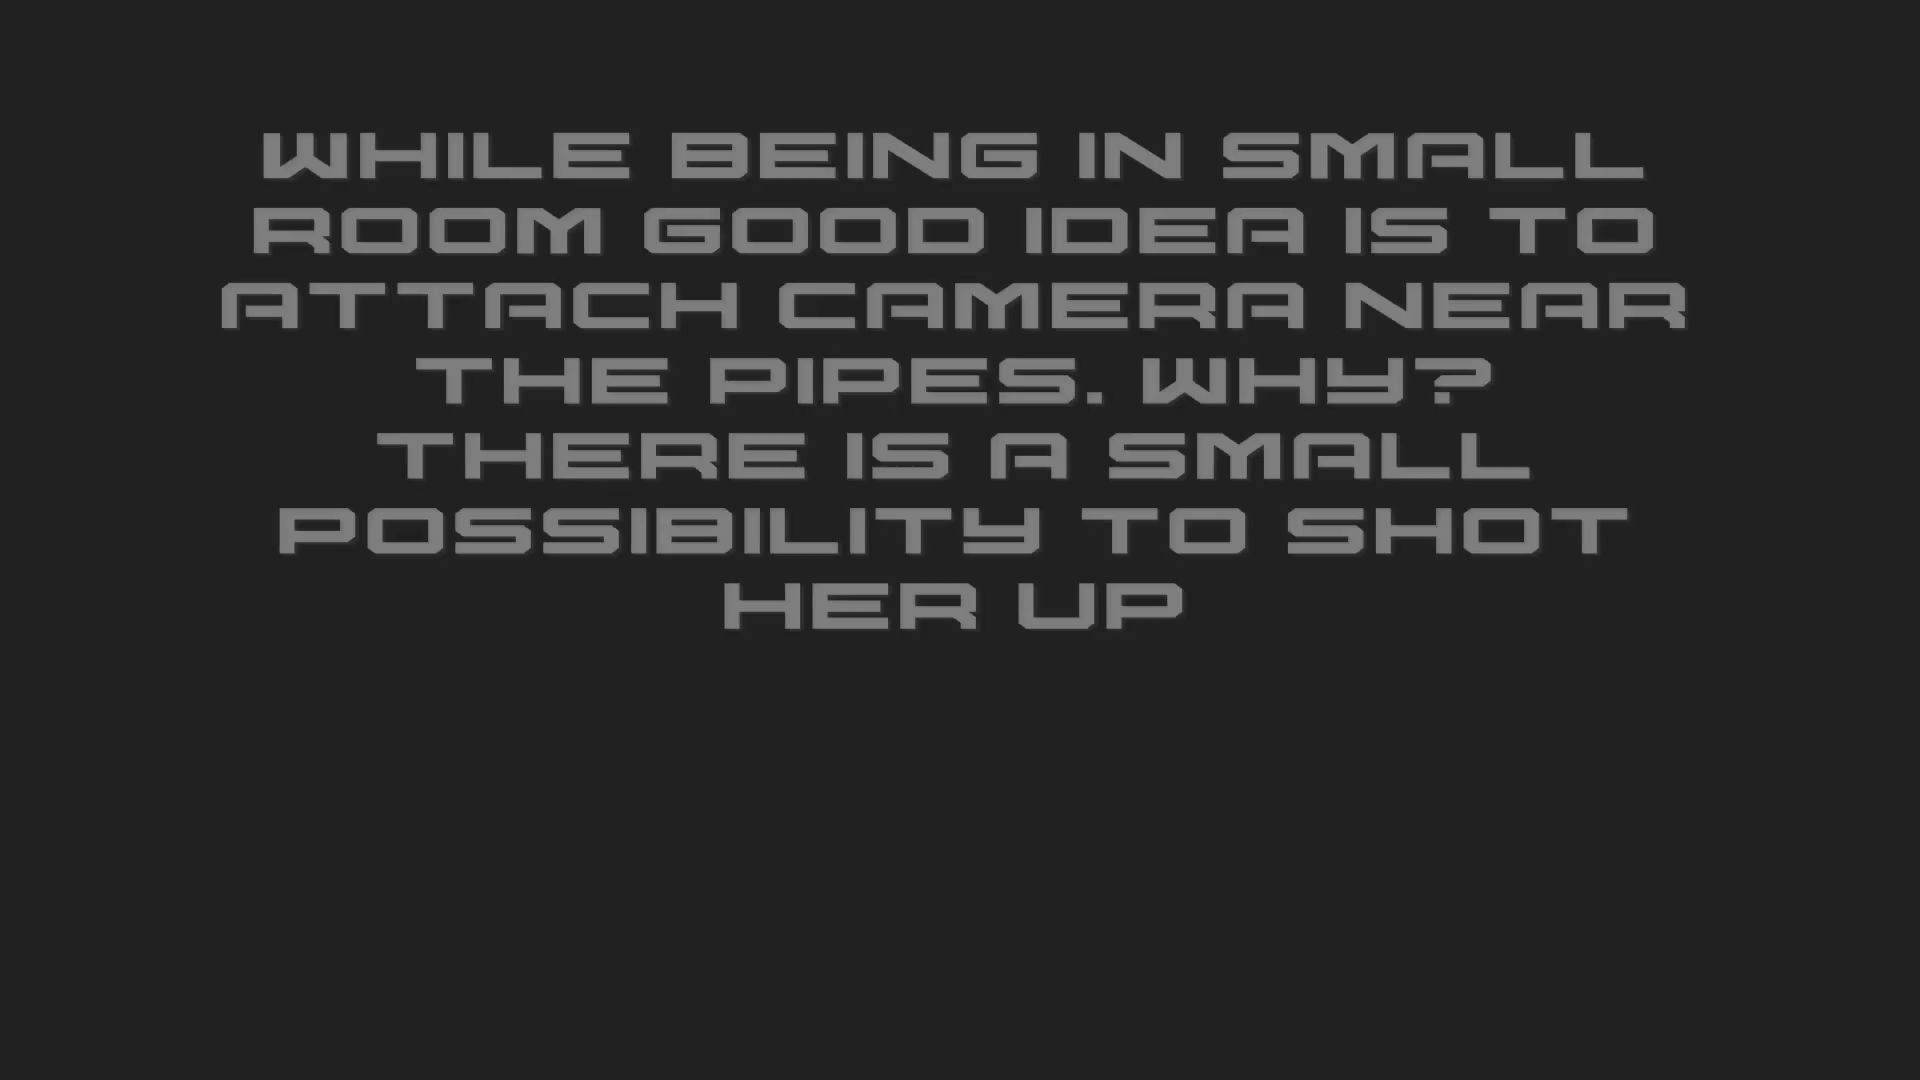 WHILE BEING IN SMALL
ROOM GOOD IDEA IS TO
ATTACH CAMERA NEAR
THE PIPES. WHY?
THERE IS A SMALL
POSSIBILITY TO SHOT
HER UP